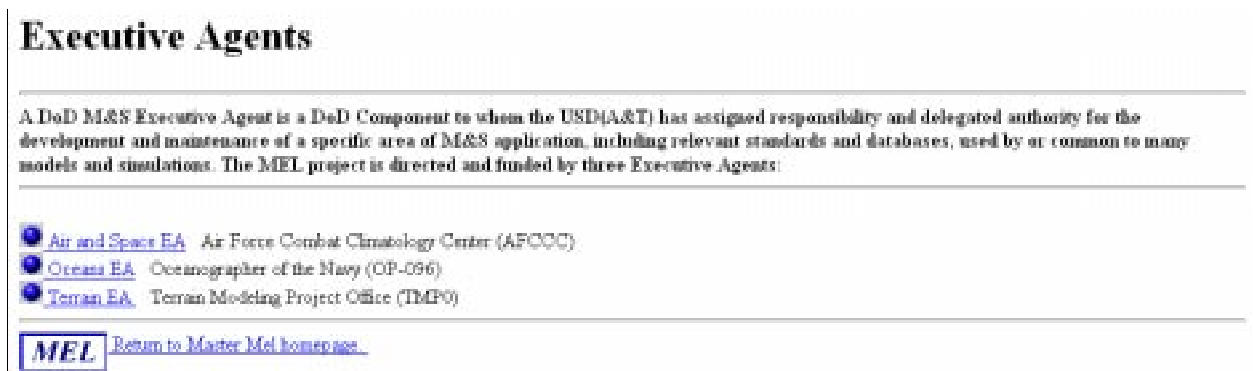 Executive Agents
A DoD M&S Executive Agent is a DoD Component to whom the USD(A&T) has assigned responsibility and delegated authority for the
development and maintenance of a specific area of M&S application, including relevant standards and databases, used by or common to many
models and simulations. The MEL project is directed and funded by three Executive Agents:
Air and Space EA Air Force Combat Climatology Center (AFCCC)
Oceans EA Oceanographer of the Navy (OP-096)
Terrain EA Terrain Modeling Project Office (TMPO)
MEL Return to Master Mel homepage.